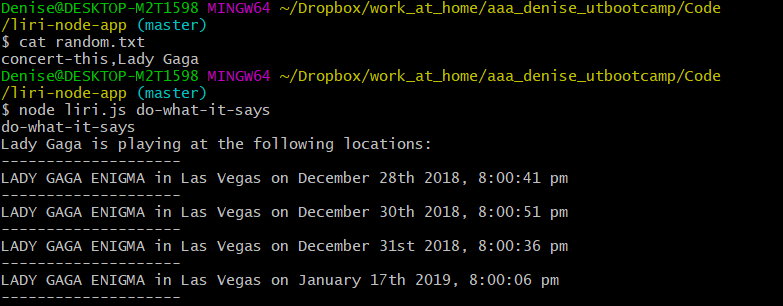 Denise@DESKTOP-M2T1598 MINGW64 ~/Dropbox/work_at_home/aaa_denise_utbootcamp/Code
/liri-node-app (master)
$ cat random.txt
concert-this,Lady Gaga
Denise@DESKTOP-M2T1598 MINGW64 ~/Dropbox/work_at_home/aaa_denise_utbootcamp/Code
/liri-node-app (master)
$ node liri.js do-what-it-says
do-what-it-says
Lady Gaga is playing at the following locations:
--------------------
LADY GAGA ENIGMA in Las Vegas on December 28th 2018, 8:00:41 pm
--------------------
LADY GAGA ENIGMA in Las Vegas on December 30th 2018, 8:00:51 pm
--------------------
LADY GAGA ENIGMA in Las Vegas on December 31st 2018, 8:00:36 pm
--------------------
LADY GAGA ENIGMA in Las Vegas on January 17th 2019, 8:00:06 pm
--------------------